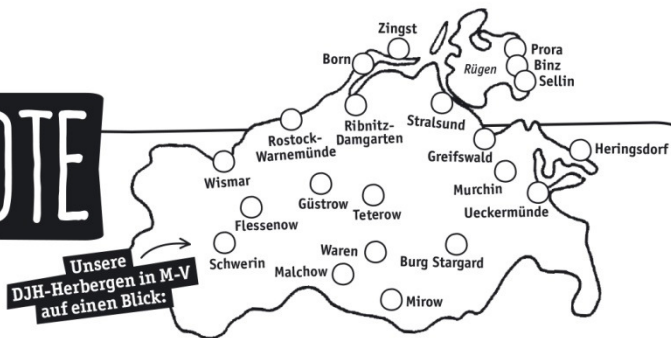 Zingst
Born
Prora
Binz
Rügen
Sellin
Ribnitz-
Damgarten
Stralsund
Rostock-
Warnemünde
Greifswald
Heringsdorf
Wismar
Murchin
Güstrow
Teterow
Ueckermünde
Flessenow
Schwerin
Waren
Burg Stargard
Malchow
Mirow
Unsere
DJH-Herbergen in M-V
auf einen Blick: